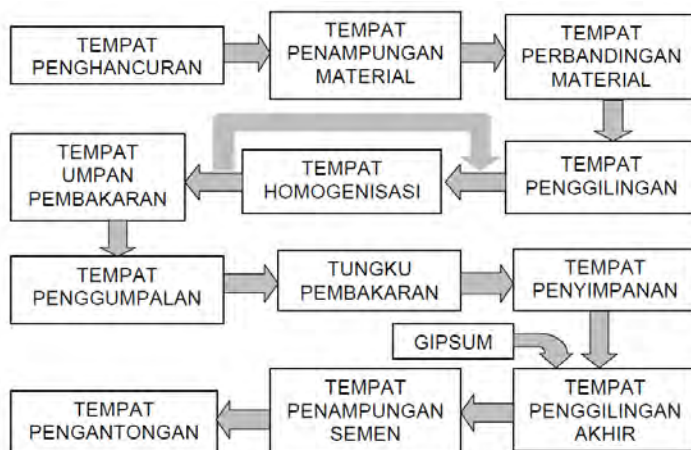 TEMPAT
PENGHANCURAN
TEMPAT
PENAMPUNGAN
MATERIAL
TEMPAT
PERBANDINGAN
MATERIAL
TEMPAT
UMPAN
PEMBAKARAN
TEMPAT
HOMOGENISASI
TEMPAT
PENGGILINGAN
TEMPAT
PENGGUMPALAN
TUNGKU
PEMBAKARAN
TEMPAT
PENYIMPANAN
GIPSUM
TEMPAT
PENGANTONGAN
TEMPAT
PENAMPUNGAN
SEMEN
TEMPAT
PENGGILINGAN
AKHIR